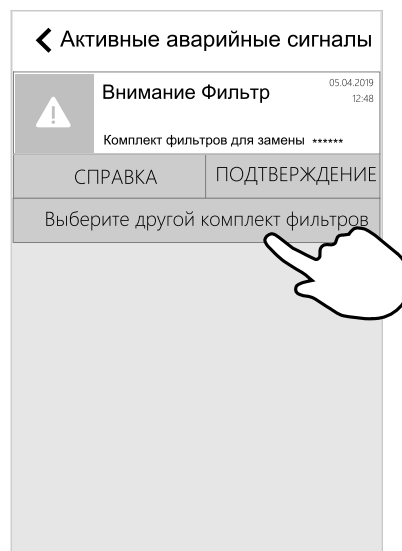 Активные аварийные сигналы
Внимание Фильтр
05.04.2019
12:48
Комплект фильтров для замены ******
СПРАВКА
ПОДТВЕРЖДЕНИЕ
Выберите другой комплект фильтров